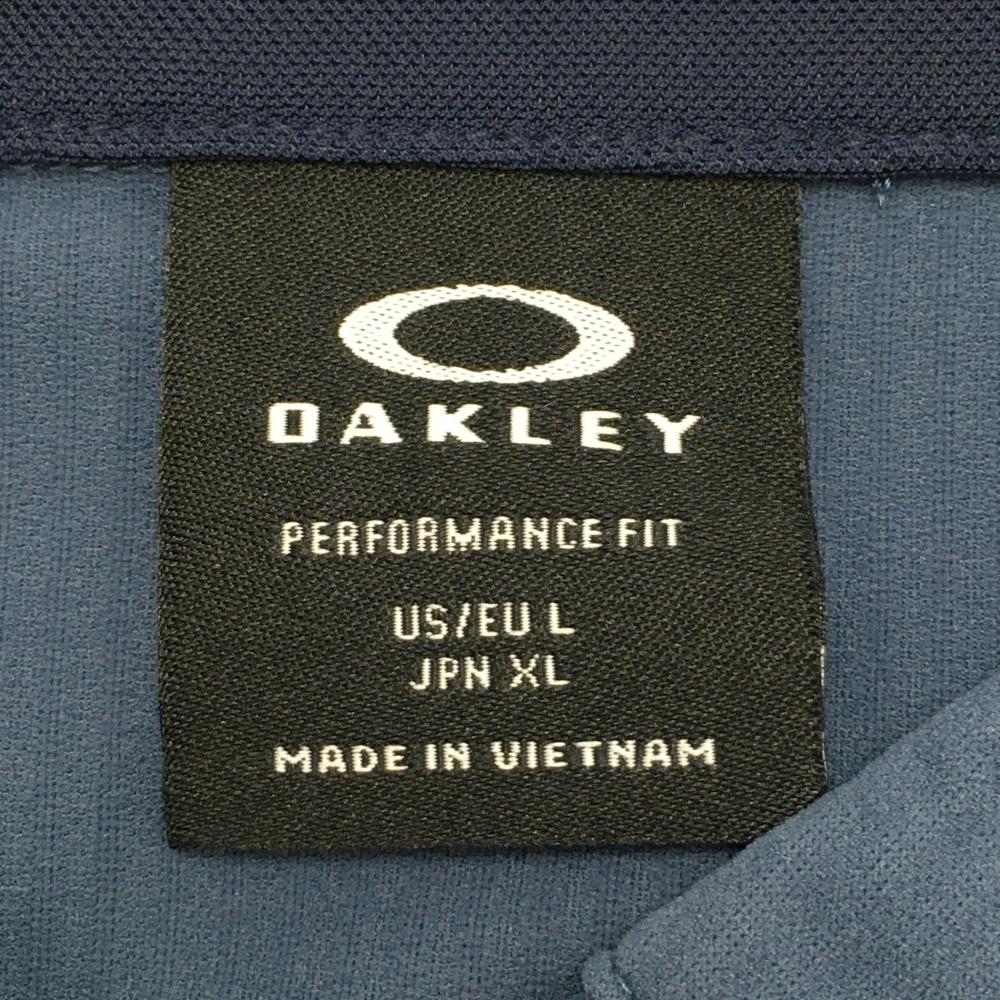 OAKLEY
PERFORMANCE FIT
US/EU L
JPN XL
MADE IN VIETNAM